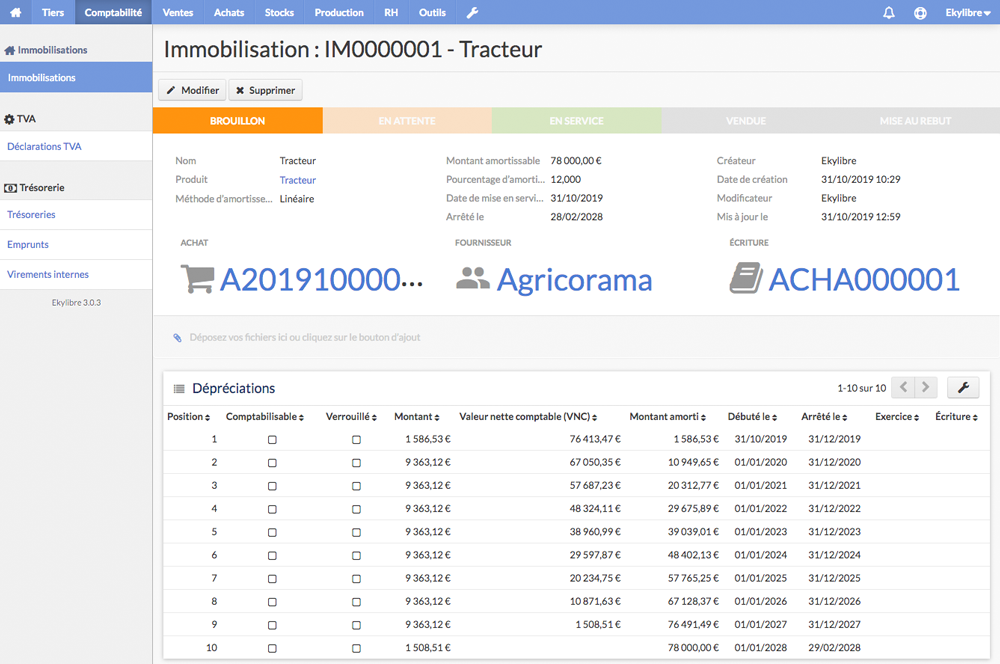 Tiers Comptabilité Ventes Achats Stocks Production RH Outils Ekylibre
Immobilisations
Immobilisations
TVA
Déclarations TVA
Trésorerie
Trésoreries
Emprunts
Virements internes
Ekylibre 3.0.3
Immobilisation : IM0000001 - Tracteur
Modifier Supprimer
BROUILLON EN ATTENTE EN SERVICE VENDUE MISE AU REBUT
Nom Tracteur Montant amortissable 78 000,00 € Créateur Ekylibre
Produit Tracteur Pourcentage d'amorti... 12,000 Date de création 31/10/2019 10:29
Méthode d'amortisse... Linéaire Date de mise en servi... 31/10/2019 Modificateur Ekylibre
Arrêté le 28/02/2028 Mis à jour le 31/10/2019 12:59
ACHAT FOURNISSEUR ÉCRITURE
A201910000... Agricorama ACHA000001
Déposez vos fichiers ici ou cliquez sur le bouton d'ajout
Dépréciations 1-10 sur 10
Position Comptabilisable Verrouillé Montant Valeur nette comptable (VNC) Montant amorti Débuté le Arrêté le Exercice Écriture
1 1 586,53 € 76 413,47 € 1 586,53 € 31/10/2019 31/12/2019
2 9 363,12 € 67 050,35 € 10 949,65 € 01/01/2020 31/12/2020
3 9 363,12 € 57 687,23 € 20 312,77 € 01/01/2021 31/12/2021
4 9 363,12 € 48 324,11 € 29 675,89 € 01/01/2022 31/12/2022
5 9 363,12 € 38 960,99 € 39 039,01 € 01/01/2023 31/12/2023
6 9 363,12 € 29 597,87 € 48 402,13 € 01/01/2024 31/12/2024
7 9 363,12 € 20 234,75 € 57 765,25 € 01/01/2025 31/12/2025
8 9 363,12 € 10 871,63 € 67 128,37 € 01/01/2026 31/12/2026
9 9 363,12 € 1 508,51 € 76 491,49 € 01/01/2027 31/12/2027
10 1 508,51 € 78 000,00 € 01/01/2028 29/02/2028